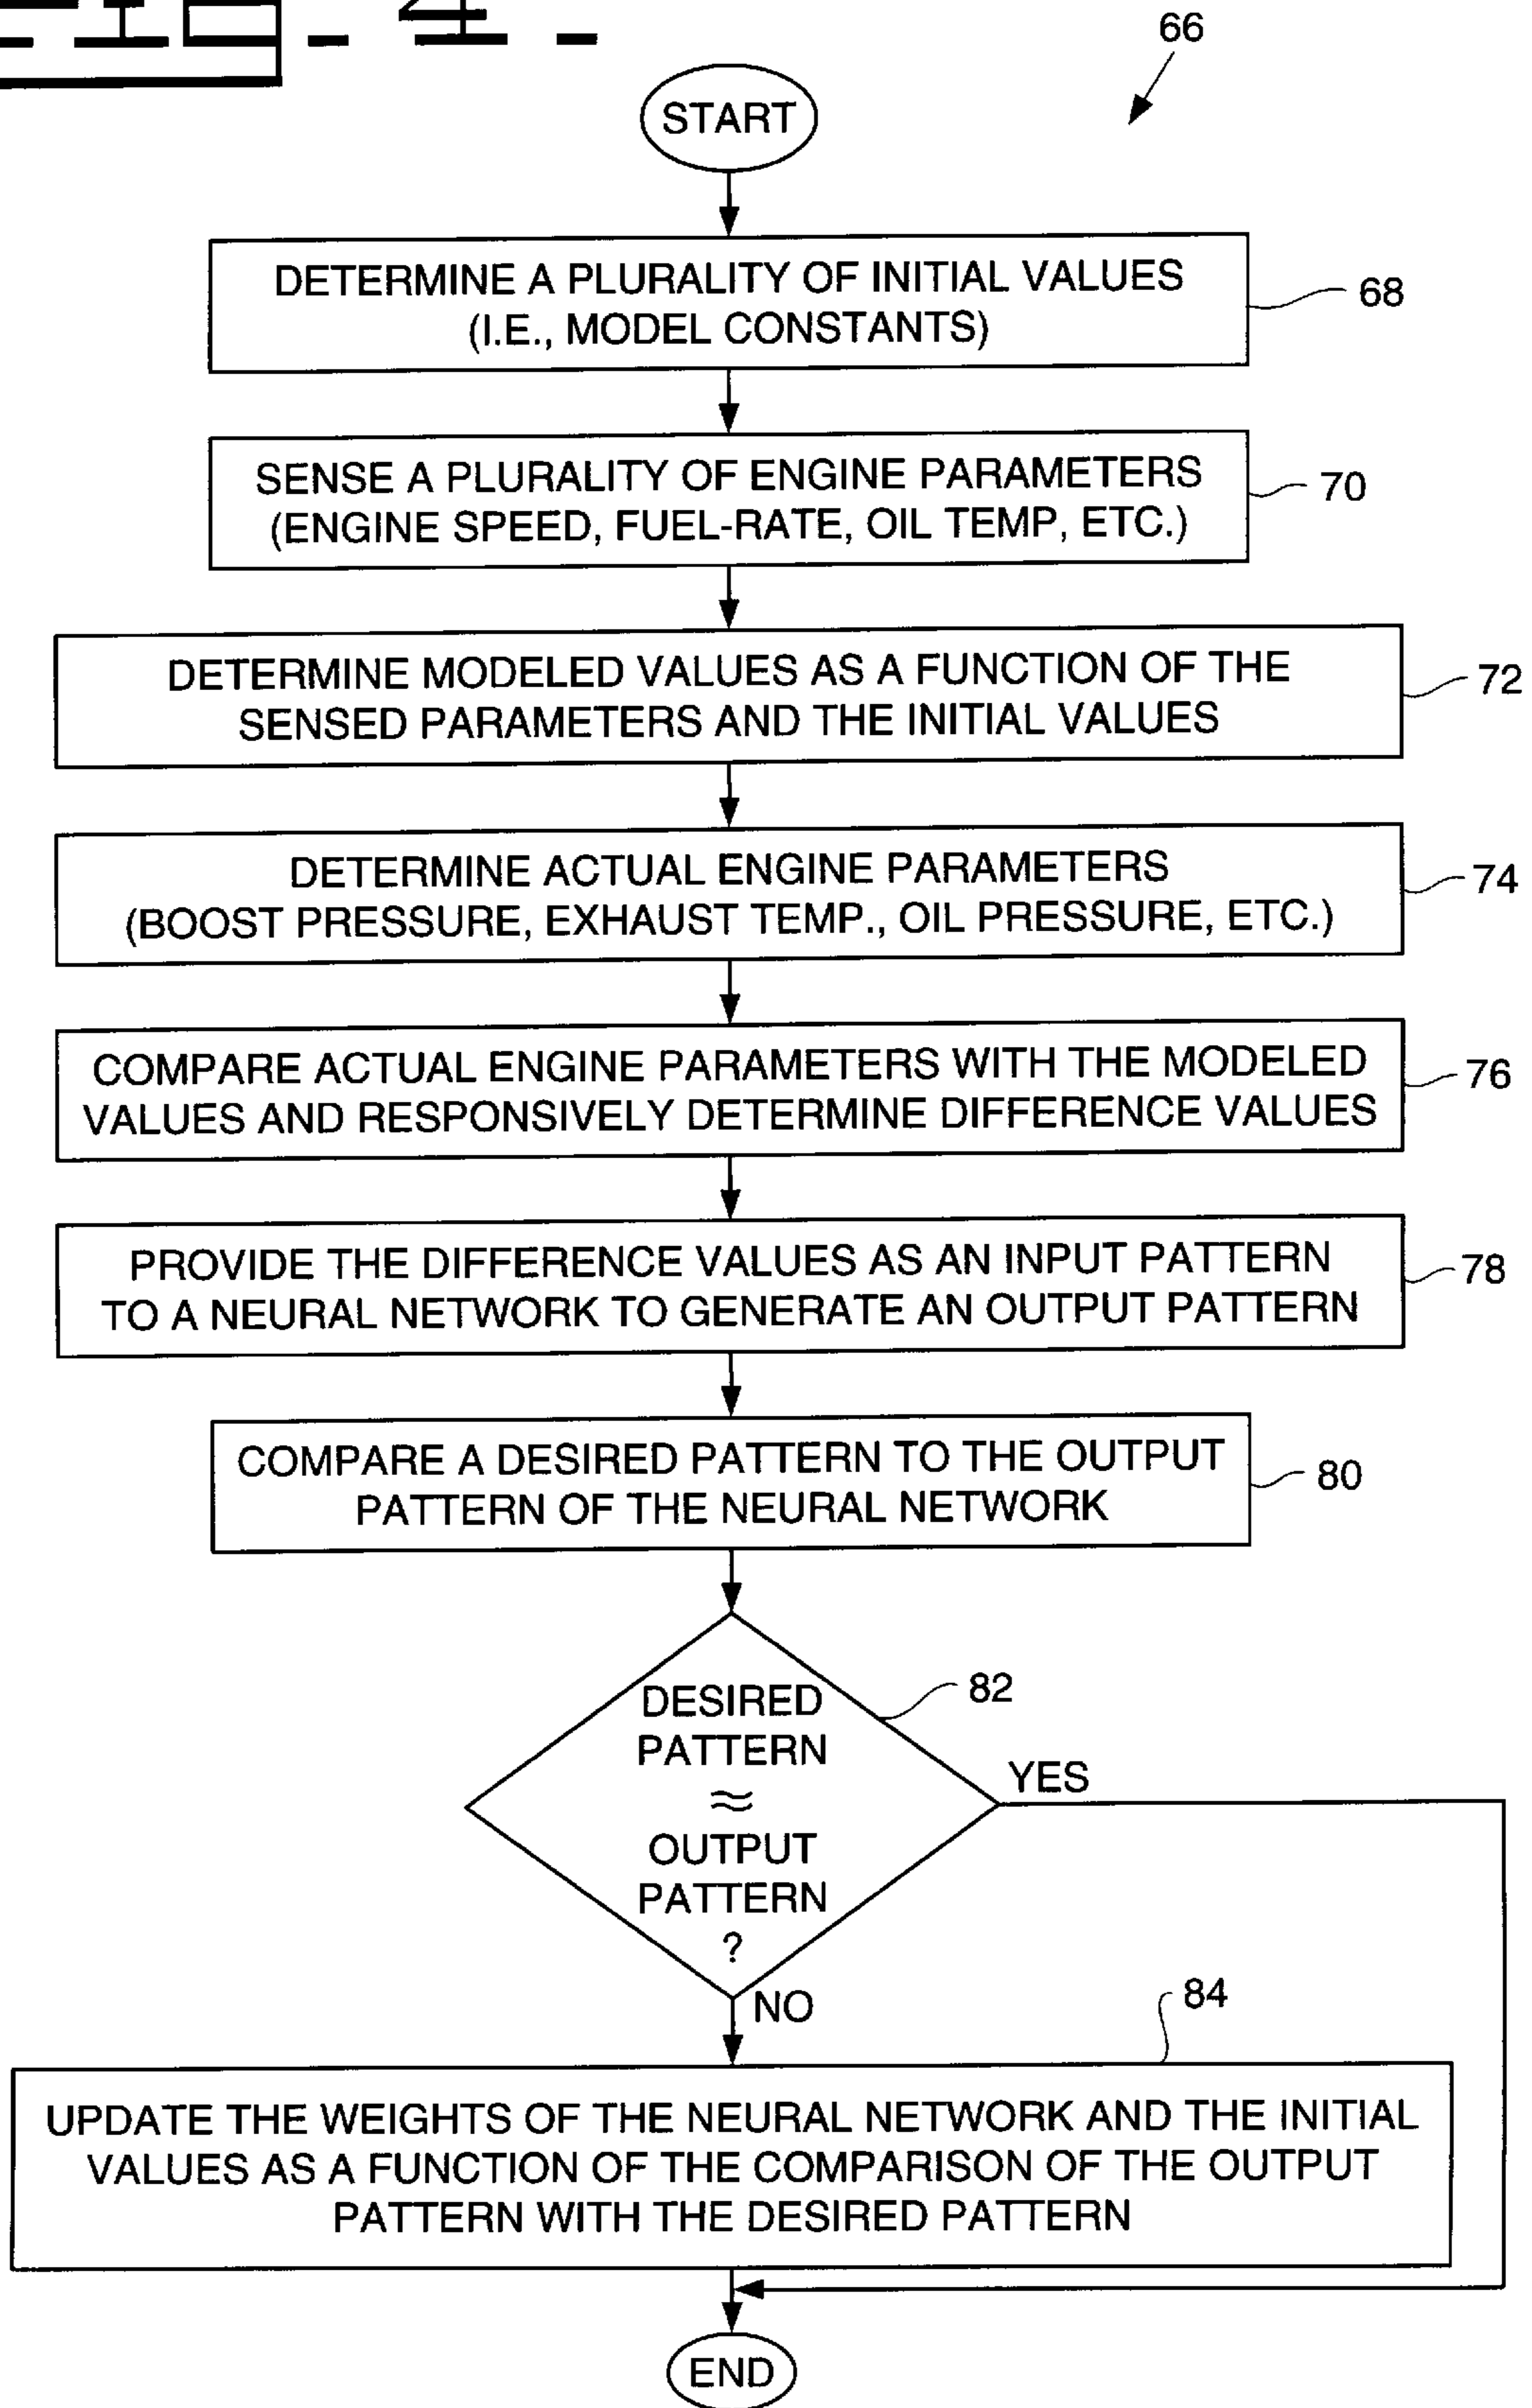 FIG. 4
66
START
DETERMINE A PLURALITY OF INITIAL VALUES
(I.E., MODEL CONSTANTS)
68
SENSE A PLURALITY OF ENGINE PARAMETERS
(ENGINE SPEED, FUEL-RATE, OIL TEMP, ETC.)
70
DETERMINE MODELED VALUES AS A FUNCTION OF THE
SENSED PARAMETERS AND THE INITIAL VALUES
72
DETERMINE ACTUAL ENGINE PARAMETERS
(BOOST PRESSURE, EXHAUST TEMP., OIL PRESSURE, ETC.)
74
COMPARE ACTUAL ENGINE PARAMETERS WITH THE MODELED
VALUES AND RESPONSIVELY DETERMINE DIFFERENCE VALUES
76
PROVIDE THE DIFFERENCE VALUES AS AN INPUT PATTERN
TO A NEURAL NETWORK TO GENERATE AN OUTPUT PATTERN
78
COMPARE A DESIRED PATTERN TO THE OUTPUT
PATTERN OF THE NEURAL NETWORK
80
DESIRED
PATTERN
≈
OUTPUT
PATTERN
?
82
YES
NO
84
UPDATE THE WEIGHTS OF THE NEURAL NETWORK AND THE INITIAL
VALUES AS A FUNCTION OF THE COMPARISON OF THE OUTPUT
PATTERN WITH THE DESIRED PATTERN
END